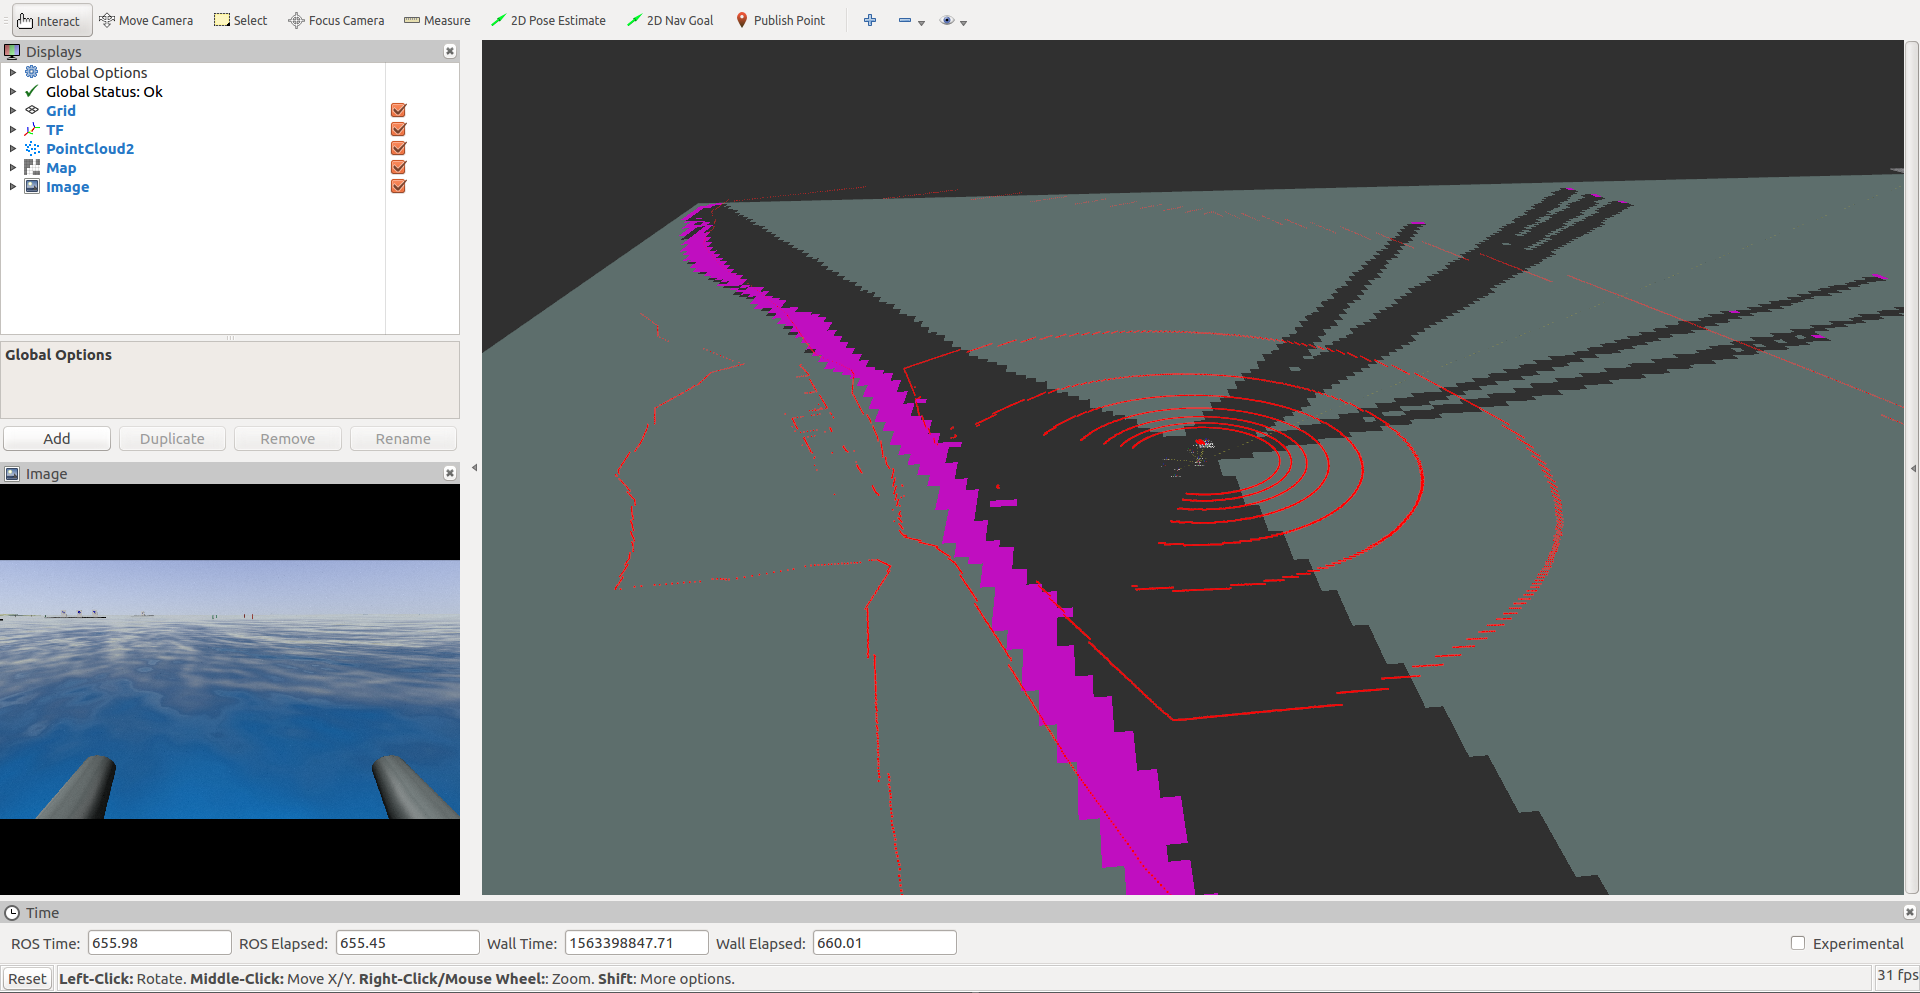 Interact Move Camera Select Focus Camera Measure 2D Pose Estimate 2D Nav Goal Publish Point
Displays
Global Options
Global Status: Ok
Grid
TF
PointCloud2
Map
Image
Global Options
Add Duplicate Remove Rename
Image
Time
ROS Time: 655.98 ROS Elapsed: 655.45 Wall Time: 1563398847.71 Wall Elapsed: 660.01 Experimental
Reset Left-Click: Rotate. Middle-Click: Move X/Y. Right-Click/Mouse Wheel:: Zoom. Shift: More options. 31 fps